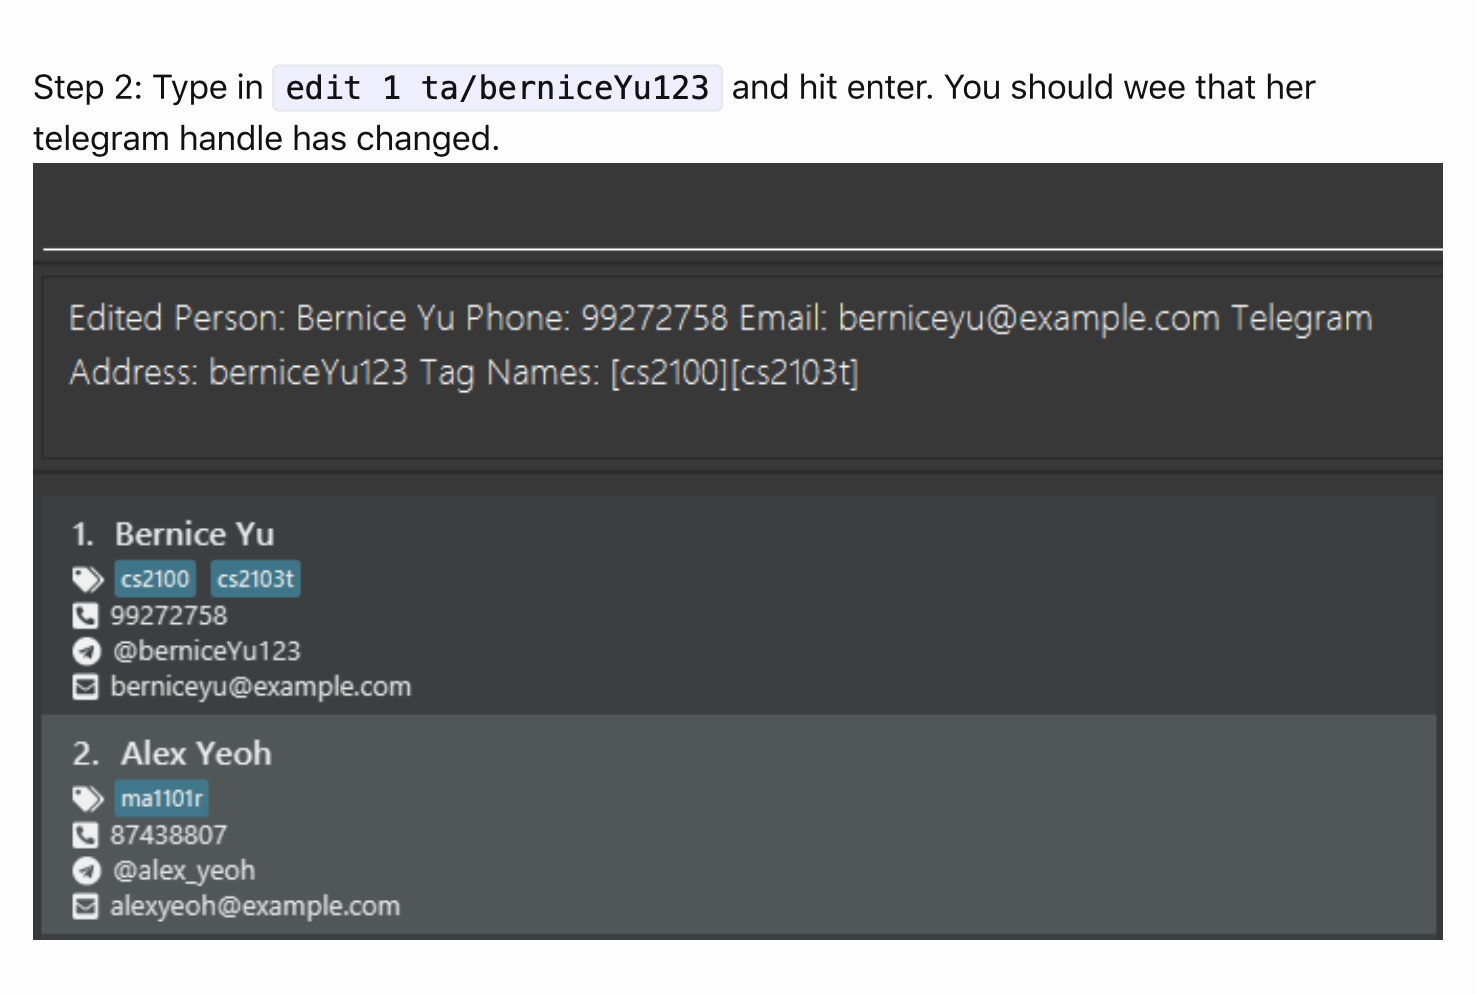 Step 2: Type in edit 1 ta/berniceYu123 and hit enter. You should wee that her
telegram handle has changed.
Edited Person: Bernice Yu Phone: 99272758 Email: berniceyu@example.com Telegram
Address: berniceYu123 Tag Names: [cs2100][cs2103t]
1. Bernice Yu
cs2100 cs2103t
99272758
@berniceYu123
berniceyu@example.com
2. Alex Yeoh
ma1101r
87438807
@alex_yeoh
alexyeoh@example.com